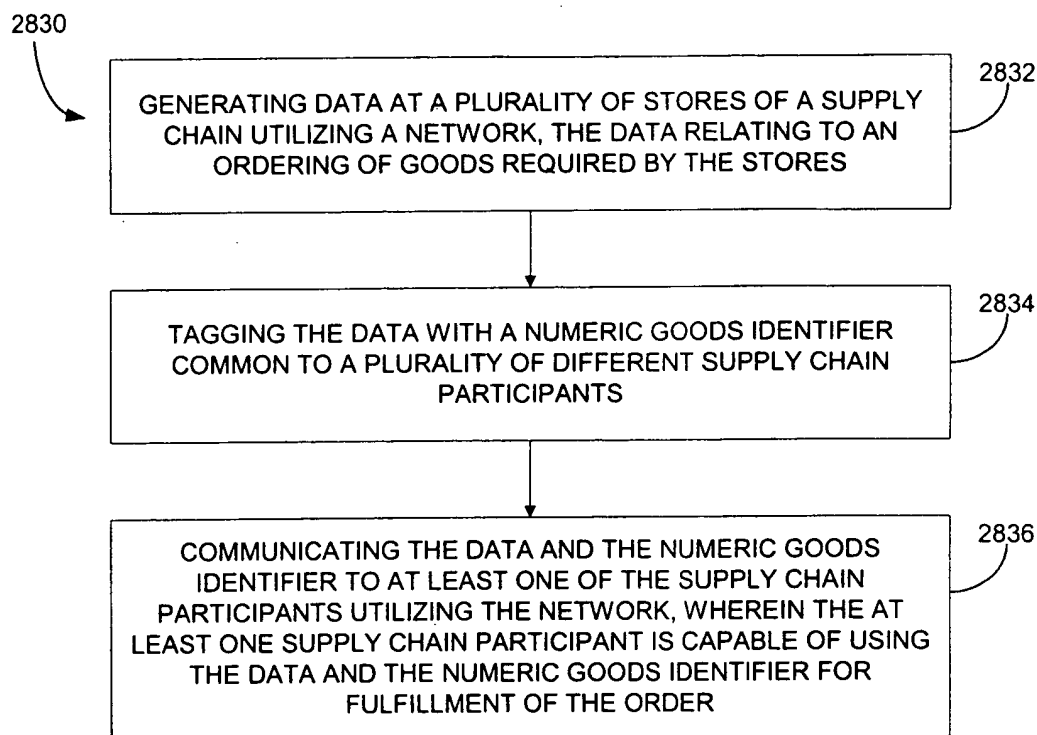 2830
2832
GENERATING DATA AT A PLURALITY OF STORES OF A SUPPLY
CHAIN UTILIZING A NETWORK, THE DATA RELATING TO AN
ORDERING OF GOODS REQUIRED BY THE STORES
2834
TAGGING THE DATA WITH A NUMERIC GOODS IDENTIFIER
COMMON TO A PLURALITY OF DIFFERENT SUPPLY CHAIN
PARTICIPANTS
2836
COMMUNICATING THE DATA AND THE NUMERIC GOODS
IDENTIFIER TO AT LEAST ONE OF THE SUPPLY CHAIN
PARTICIPANTS UTILIZING THE NETWORK, WHEREIN THE AT
LEAST ONE SUPPLY CHAIN PARTICIPANT IS CAPABLE OF USING
THE DATA AND THE NUMERIC GOODS IDENTIFIER FOR
FULFILLMENT OF THE ORDER